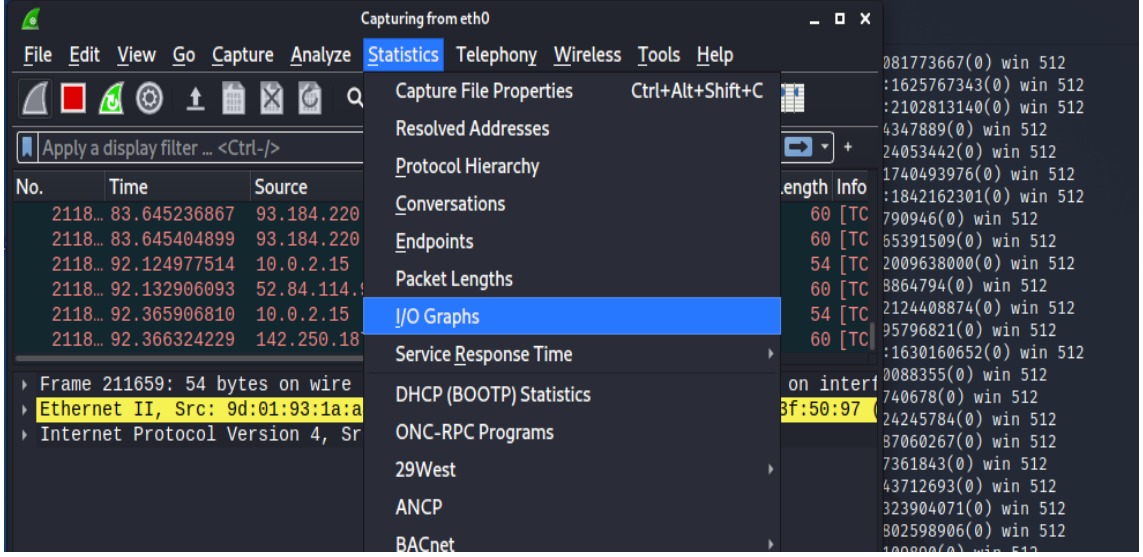 Capturing from eth0
File Edit View Go Capture Analyze Statistics Telephony Wireless Tools Help
Apply a display filter ... <Ctrl-/>
+
No. Time Source ength Info
2118… 83.645236867 93.184.220 60 [TC
2118… 83.645404899 93.184.220 60 [TC
2118… 92.124977514 10.0.2.15 54 [TC
2118… 92.132906093 52.84.114.9 60 [TC
2118… 92.365906810 10.0.2.15 54 [TC
2118… 92.366324229 142.250.187 60 [TC
Frame 211659: 54 bytes on wire on interf
Ethernet II, Src: 9d:01:93:1a:a 3f:50:97 (
Internet Protocol Version 4, Sr
Capture File Properties Ctrl+Alt+Shift+C
Resolved Addresses
Protocol Hierarchy
Conversations
Endpoints
Packet Lengths
I/O Graphs
Service Response Time
DHCP (BOOTP) Statistics
ONC-RPC Programs
29West
ANCP
BACnet
081773667(0) win 512
:1625767343(0) win 512
:2102813140(0) win 512
4347889(0) win 512
24053442(0) win 512
1740493976(0) win 512
:1842162301(0) win 512
790946(0) win 512
65391509(0) win 512
2009638000(0) win 512
8864794(0) win 512
2124408874(0) win 512
95796821(0) win 512
:1630160652(0) win 512
0088355(0) win 512
740678(0) win 512
24245784(0) win 512
87060267(0) win 512
7361843(0) win 512
43712693(0) win 512
323904071(0) win 512
802598906(0) win 512
win 512